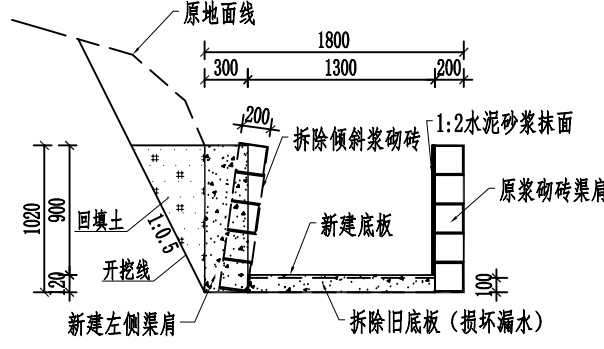 原地面线
1800
300
1300
200
200
拆除倾斜浆砌砖
1:2水泥砂浆抹面
原浆砌砖渠肩
1020
900
回填土
1:0.5
新建底板
开挖线
20
100
新建左侧渠肩
拆除旧底板（损坏漏水）